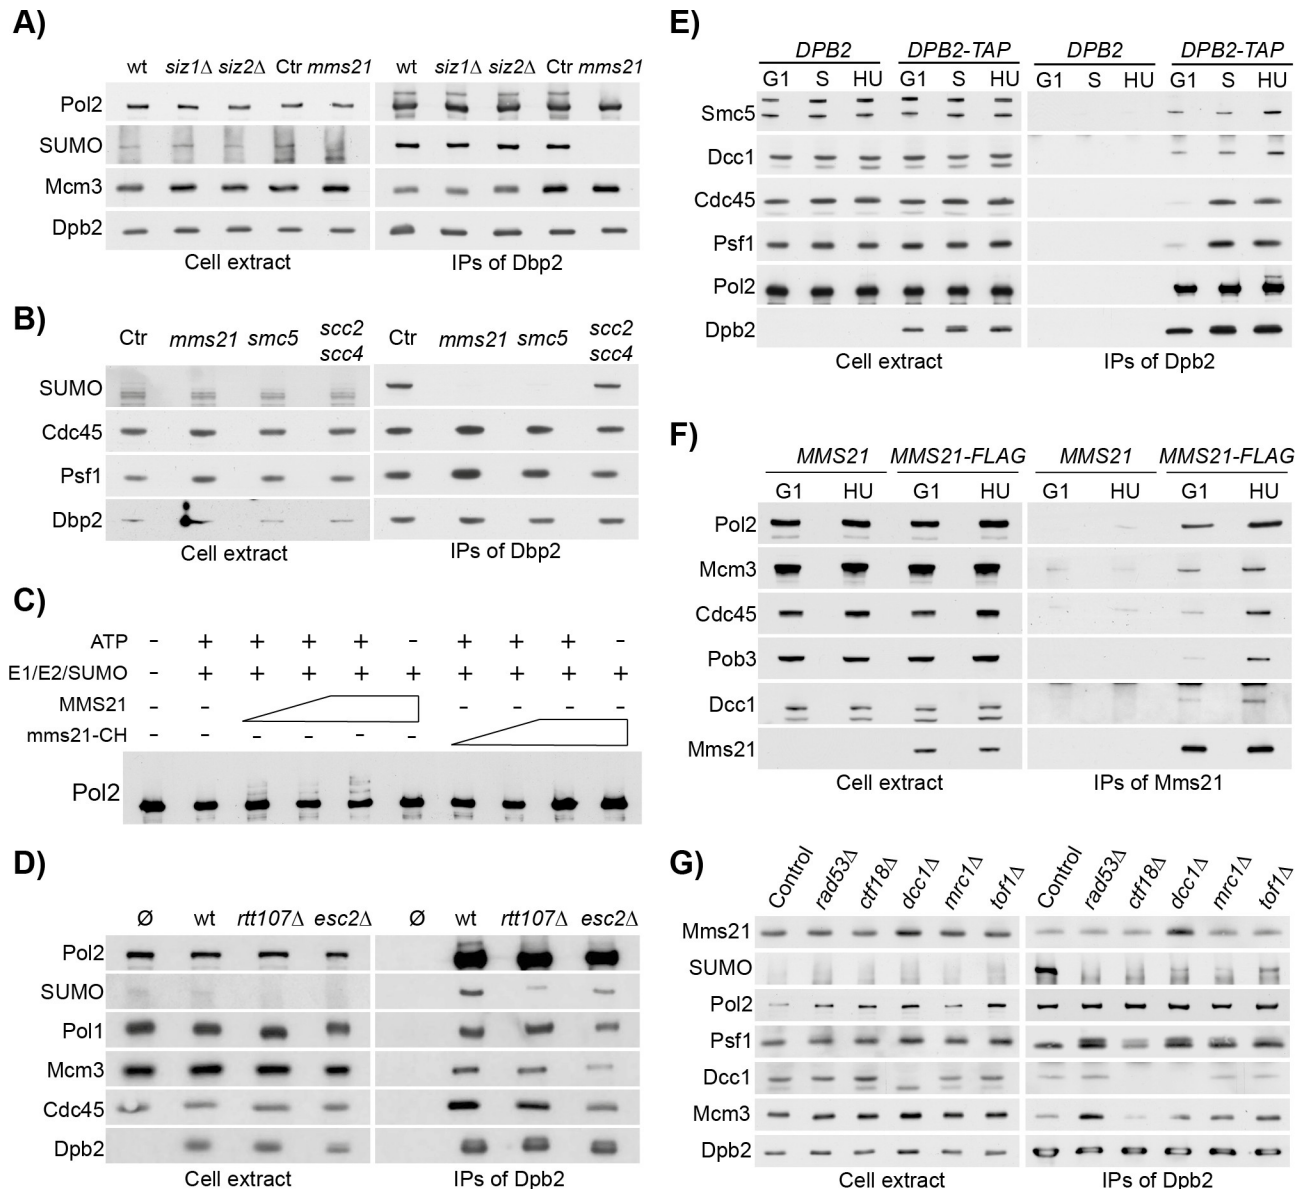 A)
wt siz1Δ siz2Δ Ctr mms21 wt siz1Δ siz2Δ Ctr mms21
Pol2
SUMO
Mcm3
Dpb2
Cell extract IPs of Dbp2
B)
Ctr mms21 smc5 scc2 scc4 Ctr mms21 smc5 scc2 scc4
SUMO
Cdc45
Psf1
Dbp2
Cell extract IPs of Dbp2
C)
ATP - + + + + - + + + -
E1/E2/SUMO - + + + + + + + + +
MMS21 - - - - - -
mms21-CH - - - - - -
Pol2
D)
Ø wt rtt107Δ esc2Δ Ø wt rtt107Δ esc2Δ
Pol2
SUMO
Pol1
Mcm3
Cdc45
Dpb2
Cell extract IPs of Dpb2
E)
DPB2 DPB2-TAP DPB2 DPB2-TAP
G1 S HU G1 S HU G1 S HU G1 S HU
Smc5
Dcc1
Cdc45
Psf1
Pol2
Dpb2
Cell extract IPs of Dpb2
F)
MMS21 MMS21-FLAG MMS21 MMS21-FLAG
G1 HU G1 HU G1 HU G1 HU
Pol2
Mcm3
Cdc45
Pob3
Dcc1
Mms21
Cell extract IPs of Mms21
G)
Control rad53Δ ctf18Δ dcc1Δ mrc1Δ tof1Δ Control rad53Δ ctf18Δ dcc1Δ mrc1Δ tof1Δ
Mms21
SUMO
Pol2
Psf1
Dcc1
Mcm3
Dpb2
Cell extract IPs of Dpb2